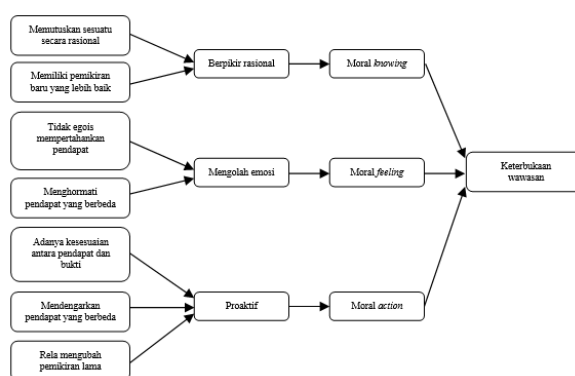 Memutuskan sesuatu
secara rasional
Memiliki pemikiran
baru yang lebih baik
Berpikir rasional
Moral knowing
Tidak egois
mempertahankan
pendapat
Menghormati
pendapat yang berbeda
Mengolah emosi
Moral feeling
Keterbukaan
wawasan
Adanya kesesuaian
antara pendapat dan
bukti
Mendengarkan
pendapat yang berbeda
Rela mengubah
pemikiran lama
Proaktif
Moral action